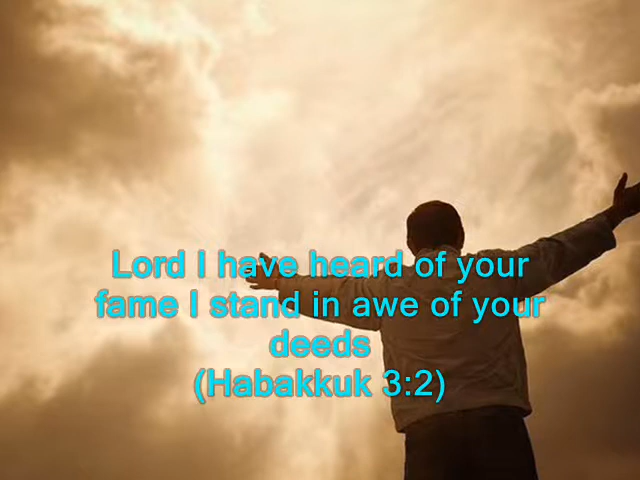 Lord I have heard of your
fame I stand in awe of your
deeds
(Habakkuk 3:2)